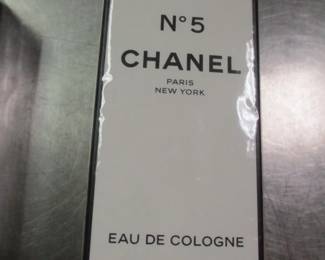 N°5
CHANEL
PARIS
NEW YORK
EAU DE COLOGNE